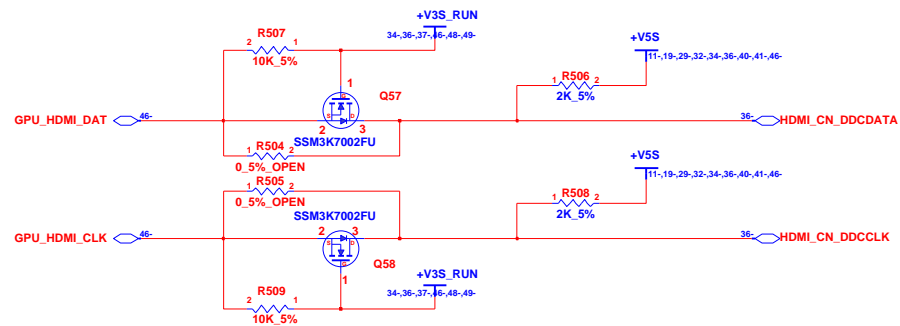 +V3S_RUN
34-,36-,37-,46-,48-,49-
R507
2 1
10K_5%
+V5S
11-,19-,29-,32-,34-,36-,40-,41-,46-
1
G
Q57
R506
1 2
2K_5%
GPU_HDMI_DAT
46-
S D
2 3
SSM3K7002FU
36-
HDMI_CN_DDCDATA
R504
1 2
0_5%_OPEN
R505
1 2
0_5%_OPEN
+V5S
11-,19-,29-,32-,34-,36-,40-,41-,46-
SSM3K7002FU
R508
1 2
2K_5%
GPU_HDMI_CLK
46-
2 3
S D
G
36-
HDMI_CN_DDCCLK
Q58
1
+V3S_RUN
34-,36-,37-,46-,48-,49-
R509
2 1
10K_5%